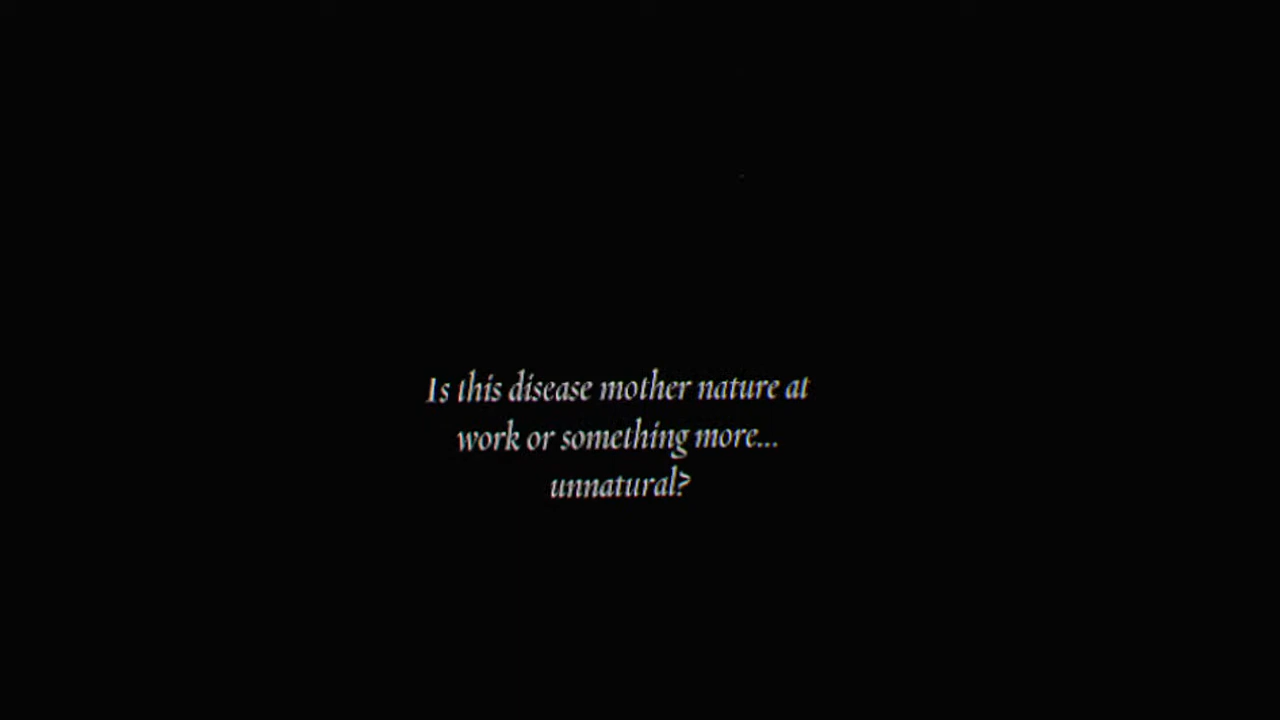 Is this disease mother nature at
work or something more...
unnatural?